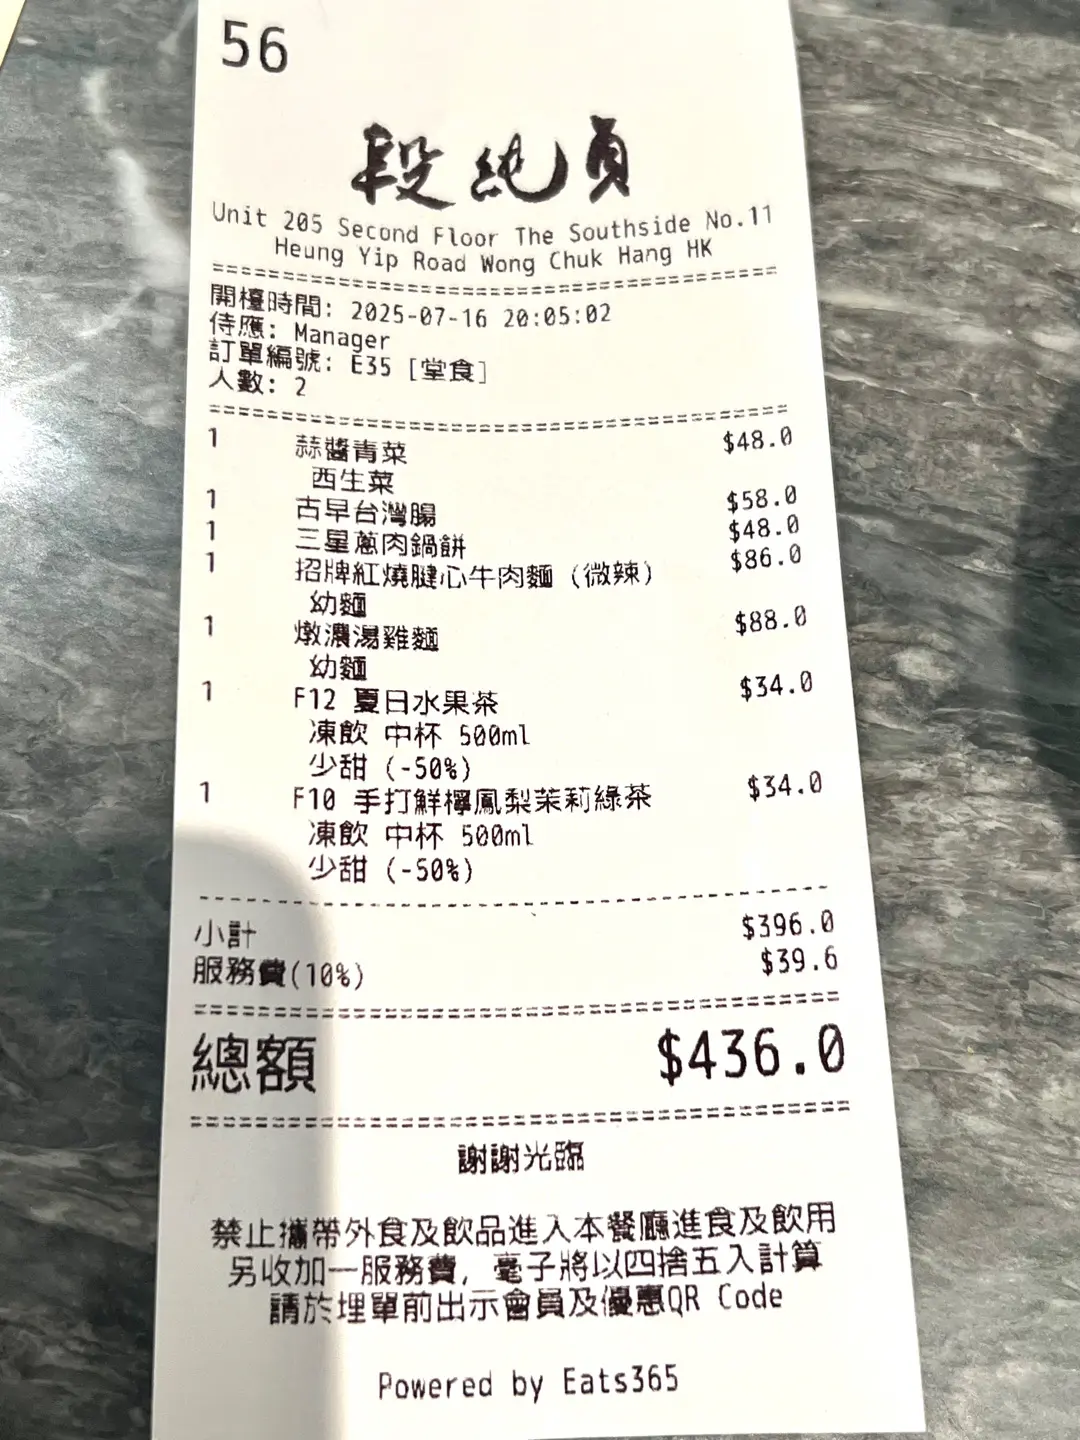 56
段純貞
Unit 205 Second Floor The Southside No.11
Heung Yip Road Wong Chuk Hang HK
開檯時間: 2025-07-16 20:05:02
侍應: Manager
訂單編號: E35 [堂食]
人數: 2
1 蒜醬青菜 $48.0
西生菜
1 古早台灣腸 $58.0
1 三星蔥肉鍋餅 $48.0
1 招牌紅燒腱心牛肉麵 (微辣) $86.0
幼麵
1 燉濃湯雞麵 $88.0
幼麵
1 F12 夏日水果茶 $34.0
凍飲 中杯 500ml
少甜 (-50%)
1 F10 手打鮮檸鳳梨茉莉綠茶 $34.0
凍飲 中杯 500ml
少甜 (-50%)
小計 $396.0
服務費(10%) $39.6
總額 $436.0
謝謝光臨
禁止攜帶外食及飲品進入本餐廳進食及飲用
另收加一服務費, 毫子將以四捨五入計算
請於埋單前出示會員及優惠QR Code
Powered by Eats365